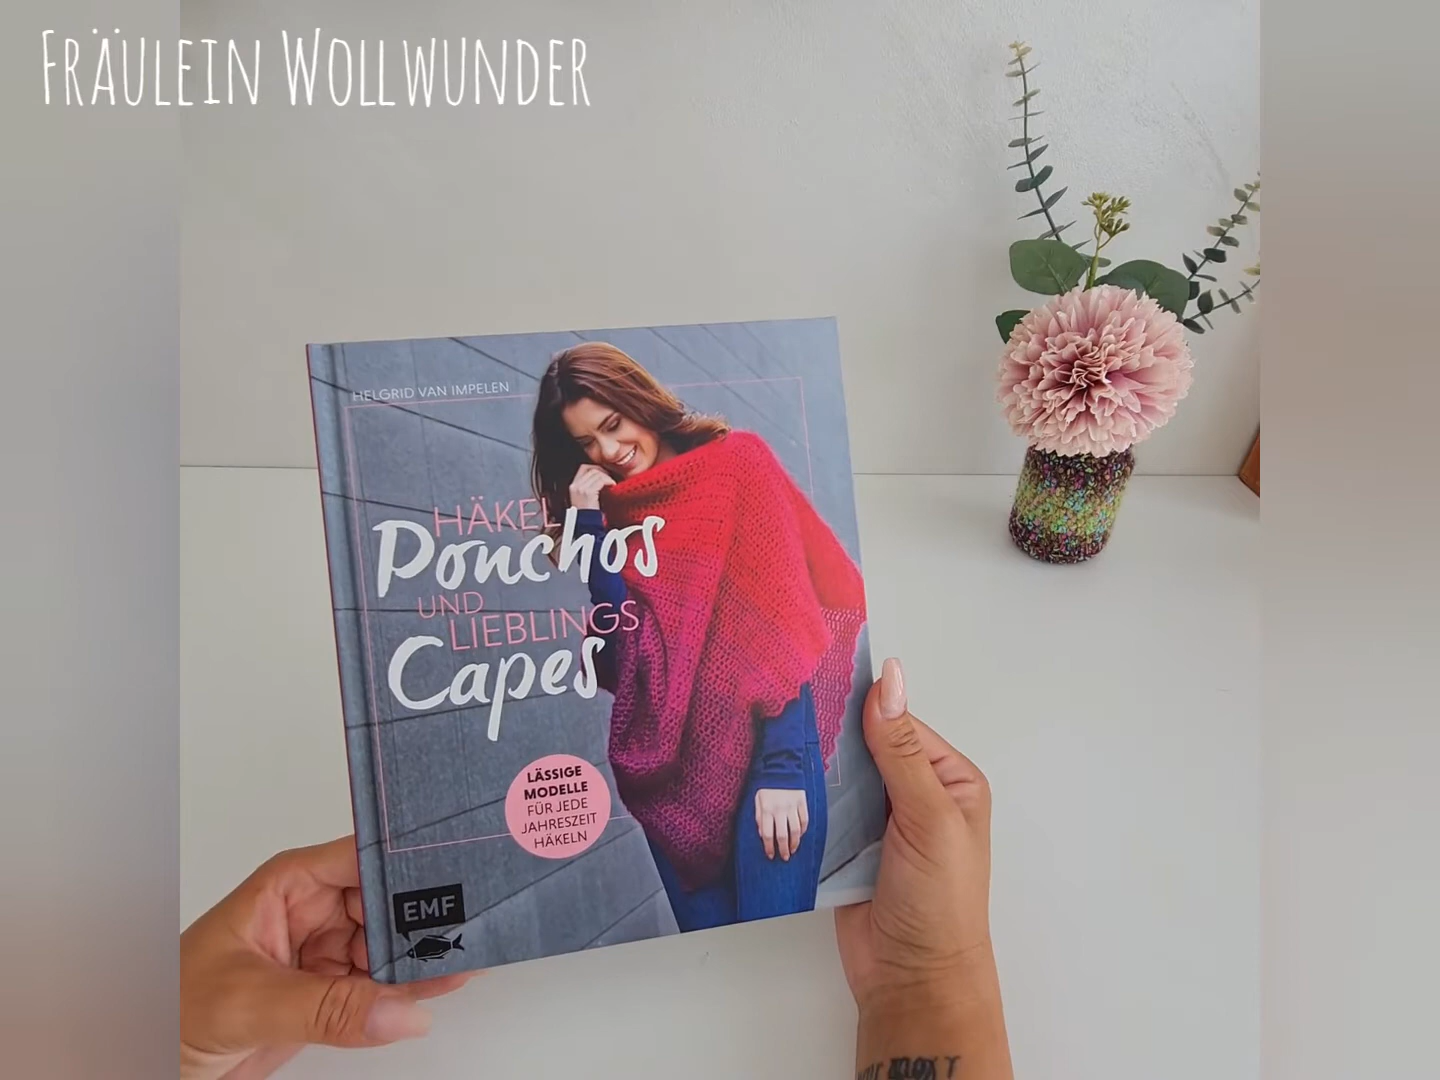 FRÄULEIN WOLLWUNDER
HELGRID VAN IMPELEN
HÄKEL
Ponchos
UND
LIEBLINGS
Capes
LÄSSIGE
MODELLE
FÜR JEDE
JAHRESZEIT
HÄKELN
EMF